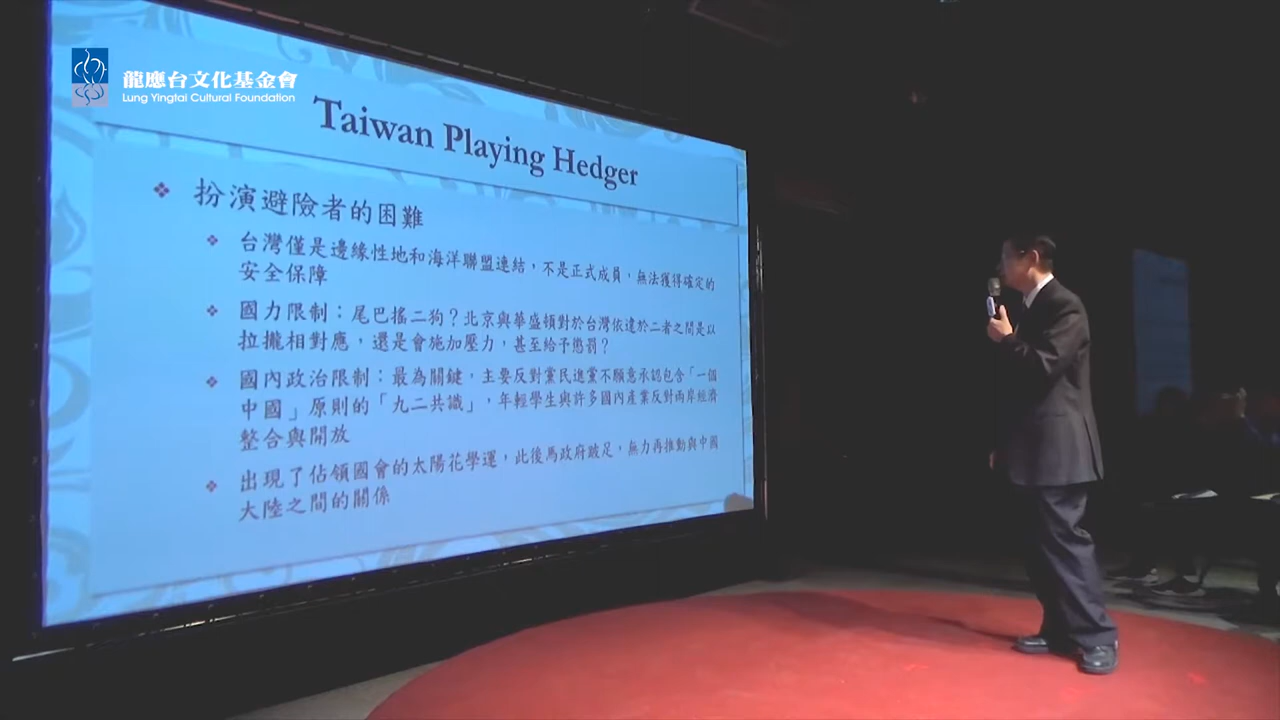 龍應台文化基金會
Lung Yingtai Cultural Foundation
Taiwan Playing Hedger
扮演避險者的困難
台灣僅是邊緣性地和海洋聯盟連結，不是正式成員，無法獲得確定的
安全保障
國力限制：尾巴搖二狗？北京與華盛頓對於台灣依違於二者之間是以
拉攏相對應，還是會施加壓力，甚至給予懲罰？
國內政治限制：最為關鍵，主要反對黨民進黨不願意承認包含「一個
中國」原則的「九二共識」，年輕學生與許多國內產業反對兩岸經濟
整合與開放
出現了佔領國會的太陽花學運，此後馬政府跛足，無力再推動與中國
大陸之間的關係